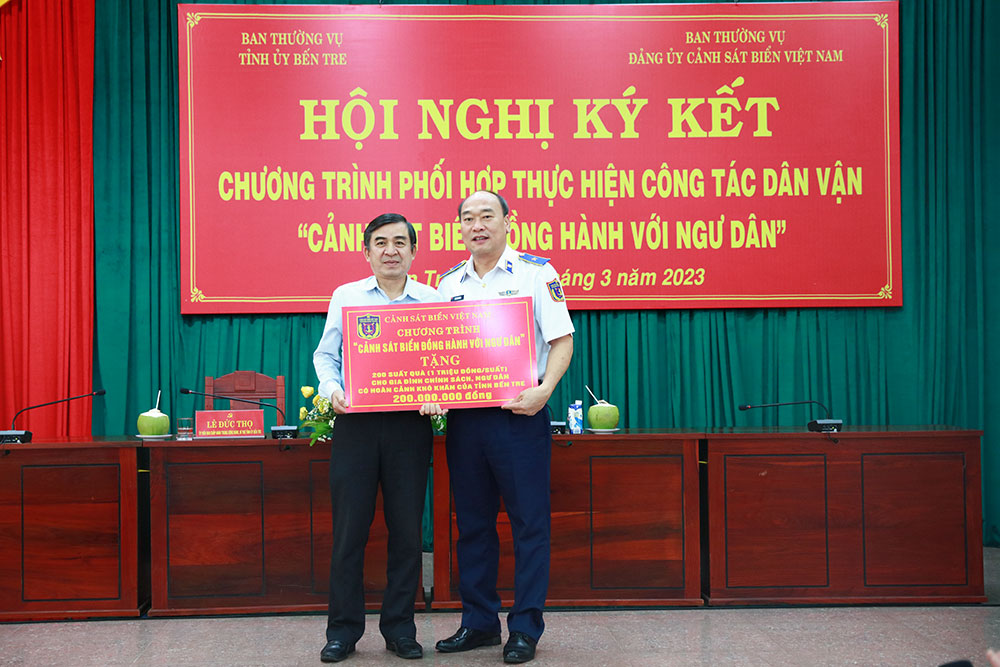 BAN THƯỜNG VỤ
TỈNH ỦY BẾN TRE
BAN THƯỜNG VỤ
ĐẢNG ỦY CẢNH SÁT BIỂN VIỆT NAM
HỘI NGHỊ KÝ KẾT
CHƯƠNG TRÌNH PHỐI HỢP THỰC HIỆN CÔNG TÁC DÂN VẬN
“CẢNH ĐỒNG HÀNH VỚI NGƯ DÂN”
tháng 3 năm 2023
CẢNH SÁT BIỂN VIỆT NAM
CHƯƠNG TRÌNH
“CẢNH SÁT BIỂN ĐỒNG HÀNH VỚI NGƯ DÂN”
TẶNG
200 SUẤT QUÀ (1 TRIỆU ĐỒNG/SUẤT)
CHO GIA ĐÌNH CHÍNH SÁCH, NGƯ DÂN
CÓ HOÀN CẢNH KHÓ KHĂN CỦA TỈNH BẾN TRE
200.000.000 đồng
LÊ ĐỨC THỌ